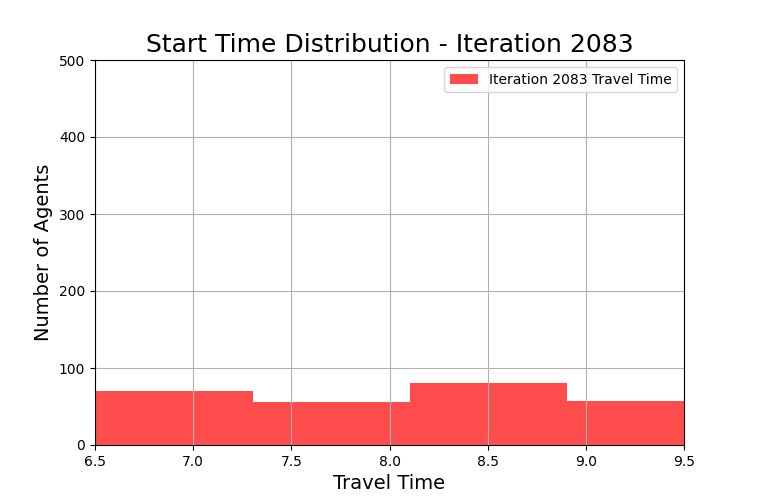 Start Time Distribution - Iteration 2083
Iteration 2083 Travel Time
Number of Agents
500
400
300
200
100
0
6.5 7.0 7.5 8.0 8.5 9.0 9.5
Travel Time